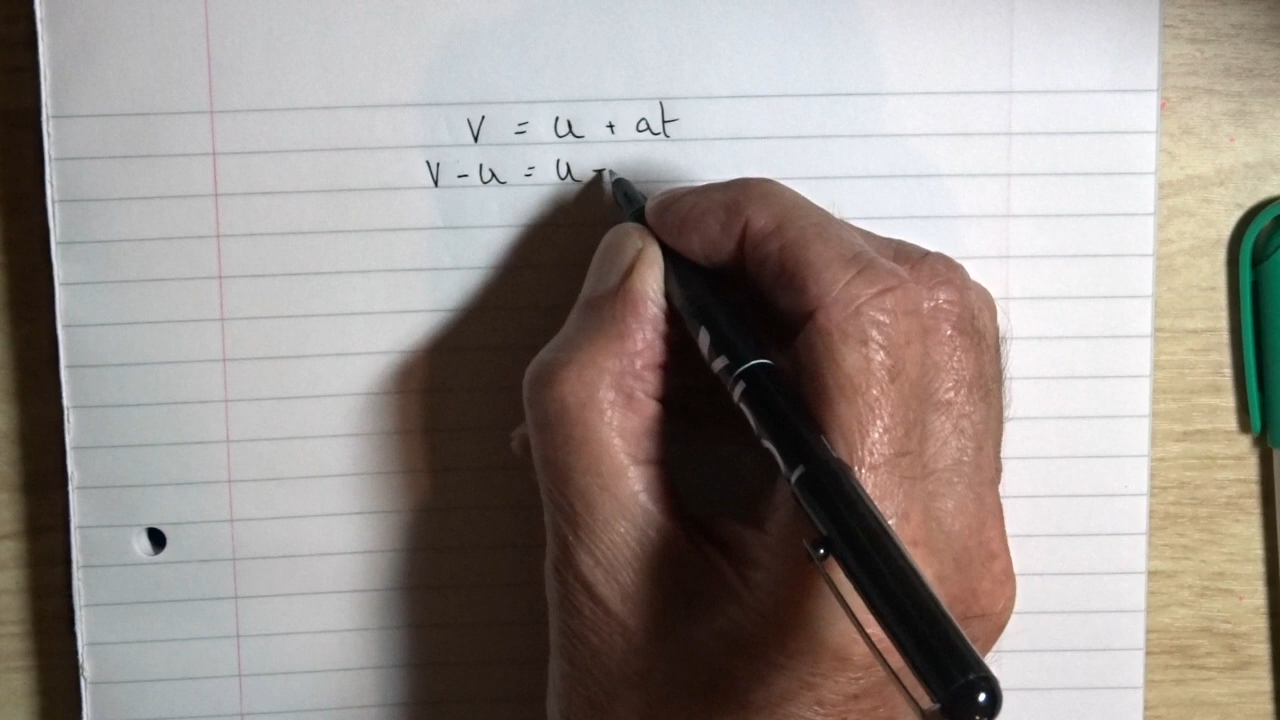 v = u + at
v - u = u -